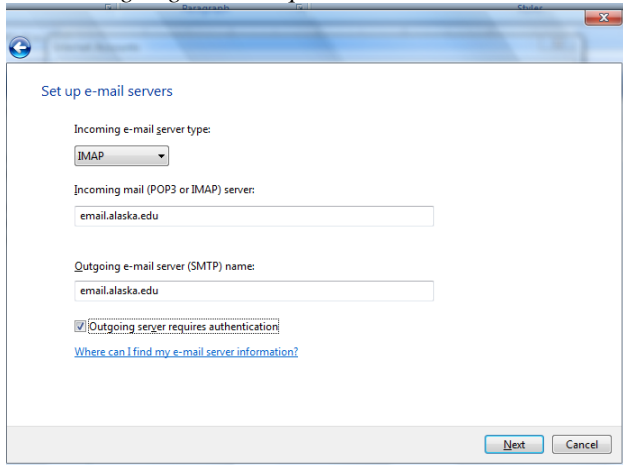 Paragraph Styles
Set up e-mail servers
Incoming e-mail server type:
IMAP
Incoming mail (POP3 or IMAP) server:
email.alaska.edu
Outgoing e-mail server (SMTP) name:
email.alaska.edu
Outgoing server requires authentication
Where can I find my e-mail server information?
Next Cancel